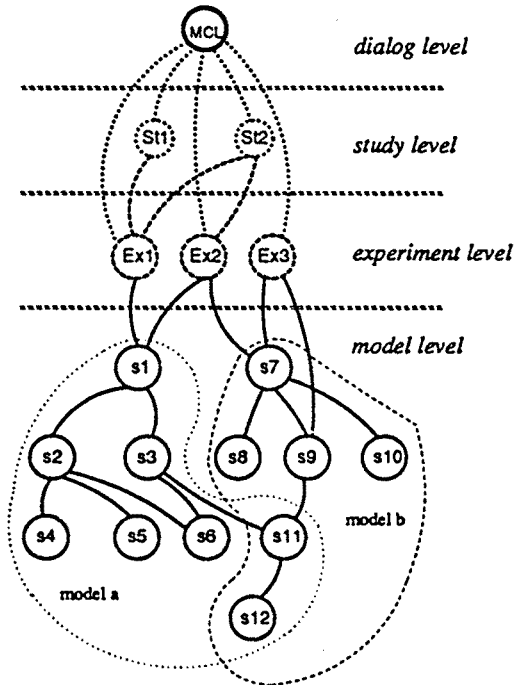 MCL
dialog level
St1 St2
study level
Ex1 Ex2 Ex3
experiment level
model level
s1 s7
s2 s3 s8 s9 s10
s4 s5 s6 s11
model b
model a
s12